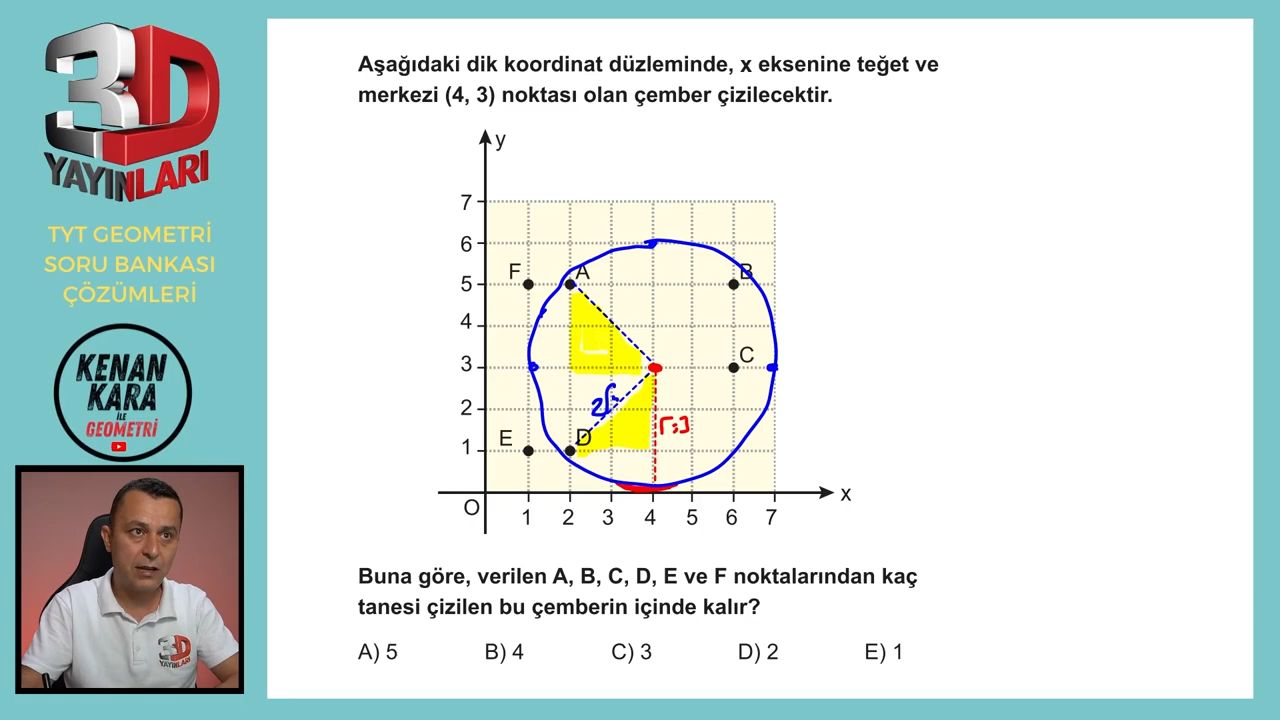 3D
YAYINLARI
TYT GEOMETRİ
SORU BANKASI
ÇÖZÜMLERİ
KENAN
KARA
İLE
GEOMETRİ
3D
YAYINLARI
Aşağıdaki dik koordinat düzleminde, x eksenine teğet ve
merkezi (4, 3) noktası olan çember çizilecektir.
y
7
6
5
4
3
2
1
F
A
B
C
E
D
O
1 2 3 4 5 6 7
x
Buna göre, verilen A, B, C, D, E ve F noktalarından kaç
tanesi çizilen bu çemberin içinde kalır?
A) 5 B) 4 C) 3 D) 2 E) 1